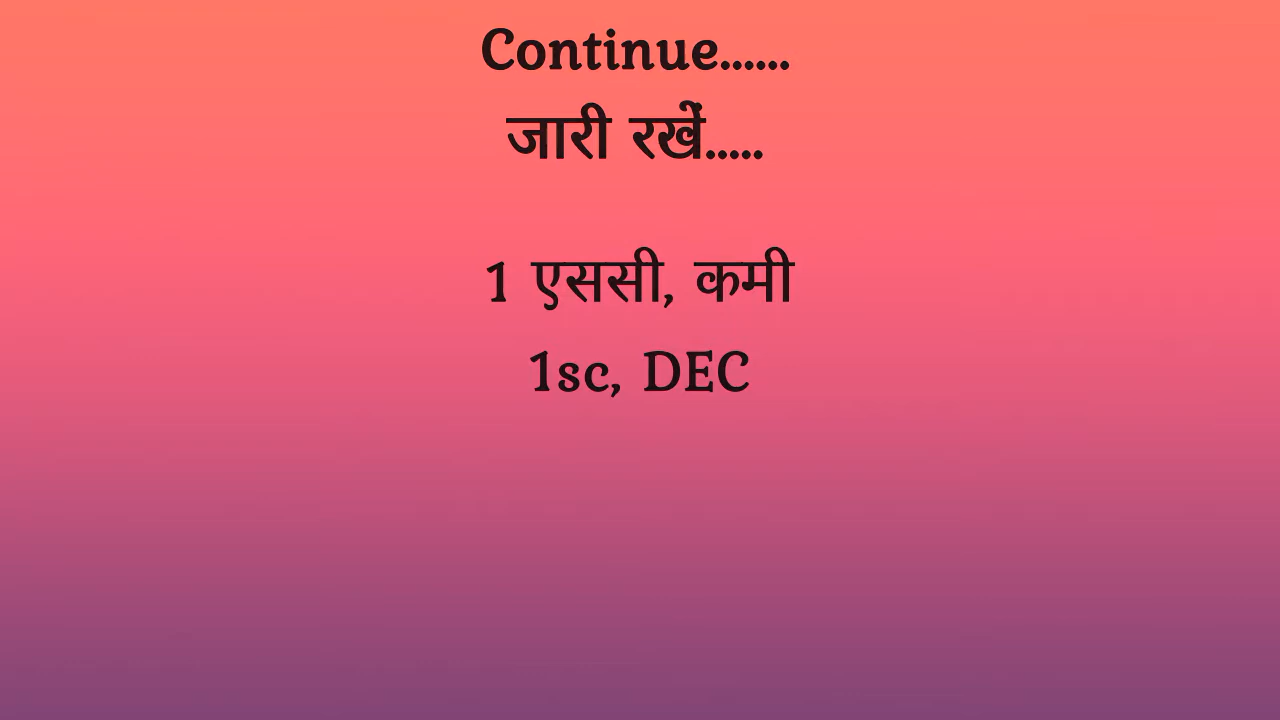 Continue......
जारी रखें.....
1 एससी, कमी
1sc, DEC